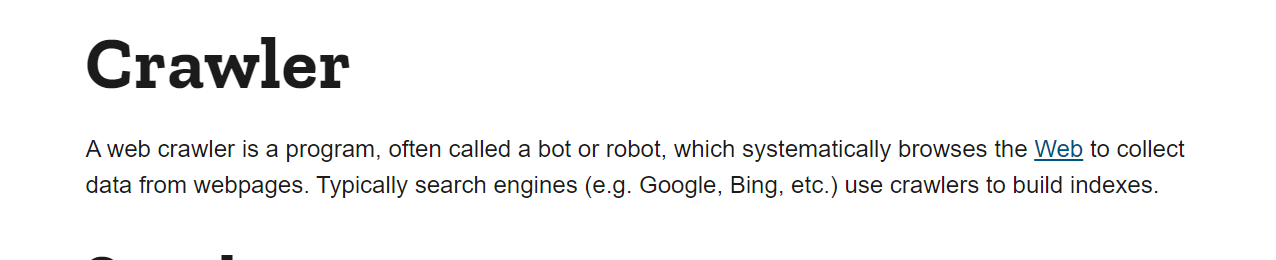 Crawler
A web crawler is a program, often called a bot or robot, which systematically browses the Web to collect
data from webpages. Typically search engines (e.g. Google, Bing, etc.) use crawlers to build indexes.